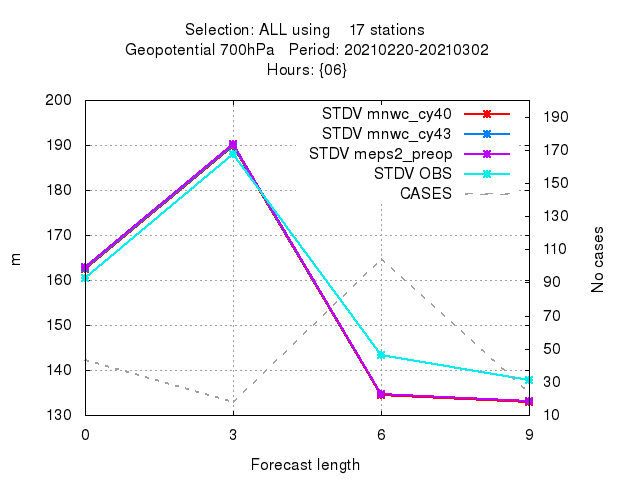 Selection: ALL using    17 stations
Geopotential 700hPa   Period: 20210220-20210302
Hours: {06}
200
190
180
170
160
150
140
130
190
170
150
130
110
90
70
50
30
10
STDV mnwc_cy40
STDV mnwc_cy43
STDV meps2_preop
STDV OBS
CASES
m
No cases
0
3
6
9
Forecast length